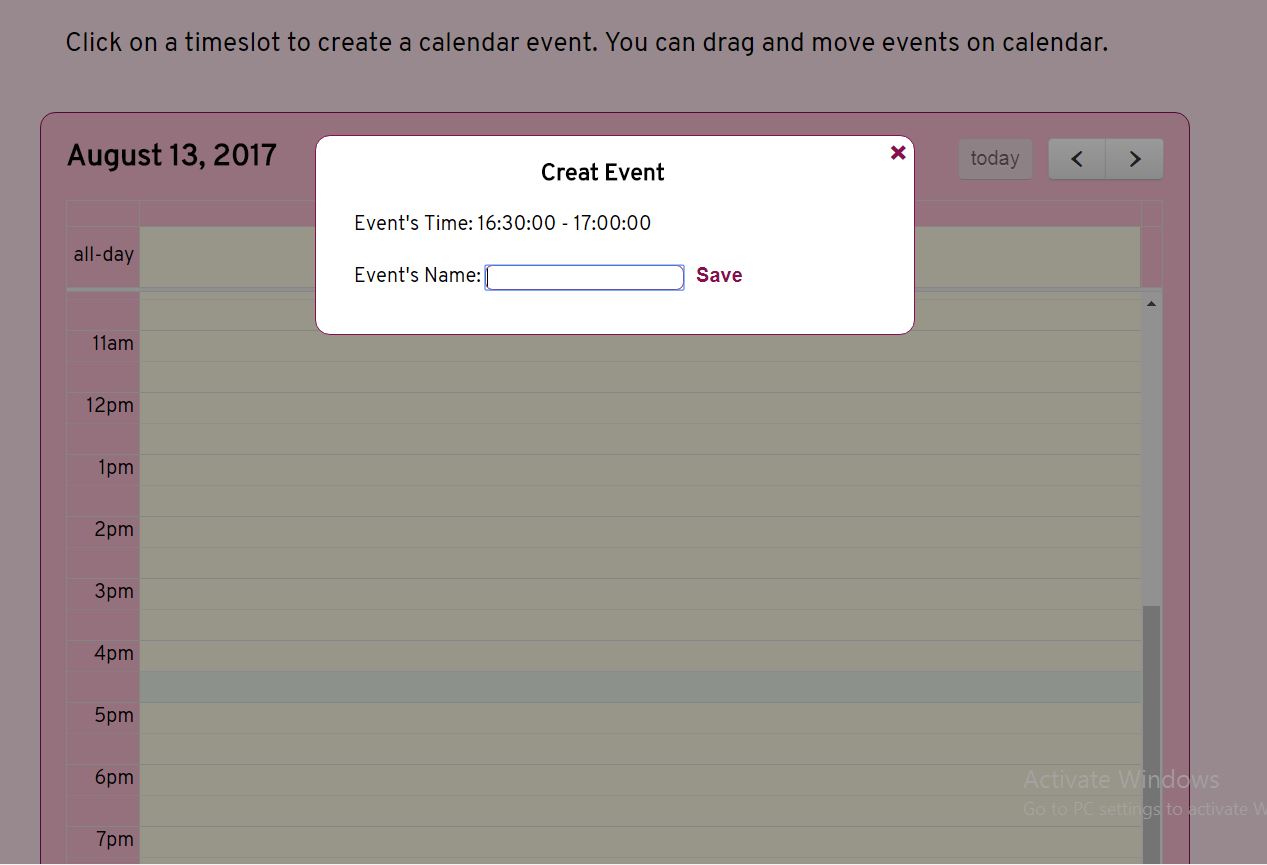 Click on a timeslot to create a calendar event. You can drag and move events on calendar.
August 13, 2017
today
Creat Event
Event's Time: 16:30:00 - 17:00:00
Event's Name:
Save
all-day
11am
12pm
1pm
2pm
3pm
4pm
5pm
6pm
7pm
Activate Windows
Go to PC settings to activate W